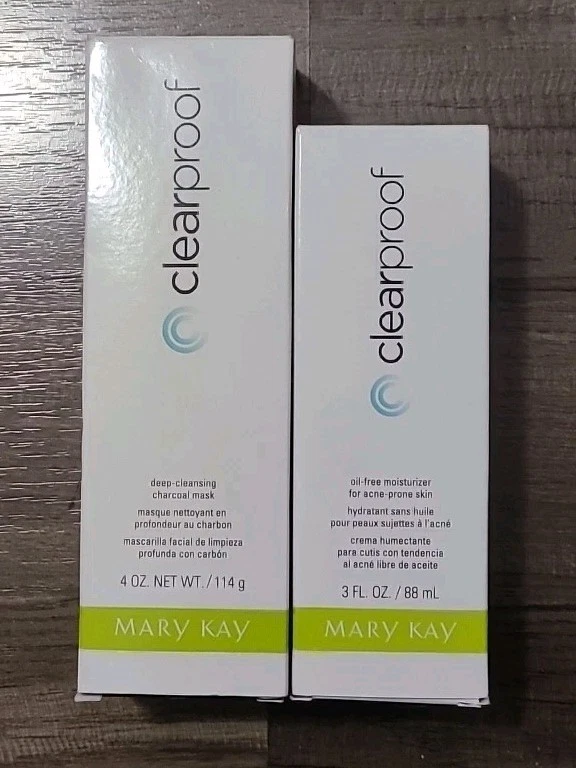 clearproof
deep-cleansing
charcoal mask
masque nettoyant en
profondeur au charbon
mascarilla facial de limpieza
profunda con carbón
4 OZ. NET WT. / 114 g
MARY KAY
clearproof
oil-free moisturizer
for acne-prone skin
hydratant sans huile
pour peaux sujettes à l'acné
crema humectante
para cutis con tendencia
al acné libre de aceite
3 FL. OZ. / 88 mL
MARY KAY